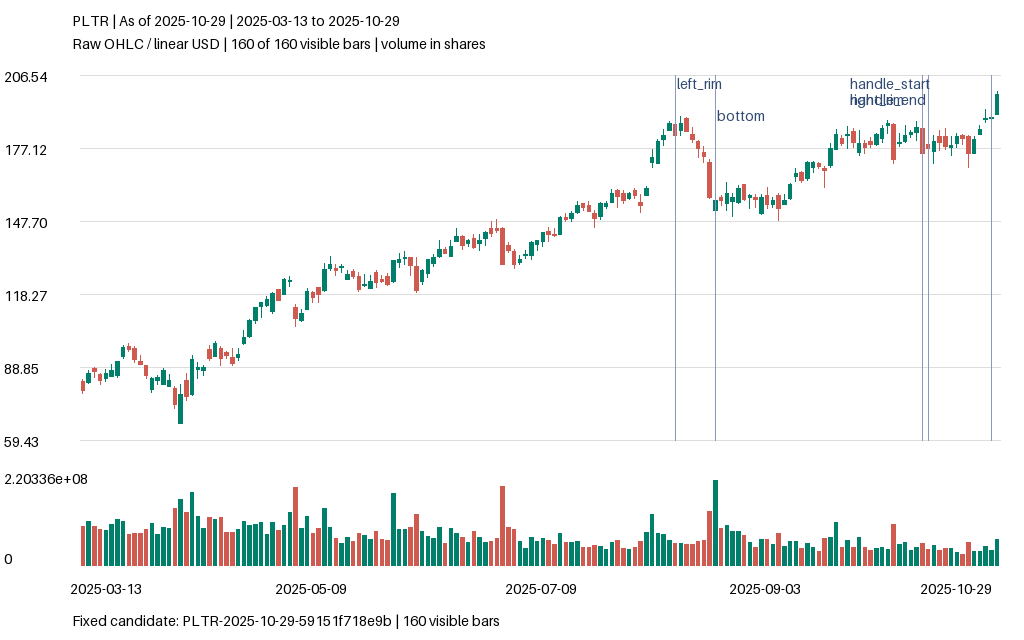 PLTR | As of 2025-10-29 | 2025-03-13 to 2025-10-29
Raw OHLC / linear USD | 160 of 160 visible bars | volume in shares
206.54
177.12
147.70
118.27
88.85
59.43
left_rim
bottom
handle_start
2.20336e+08
0
2025-03-13
2025-05-09
2025-07-09
2025-09-03
2025-10-29
Fixed candidate: PLTR-2025-10-29-59151f718e9b | 160 visible bars